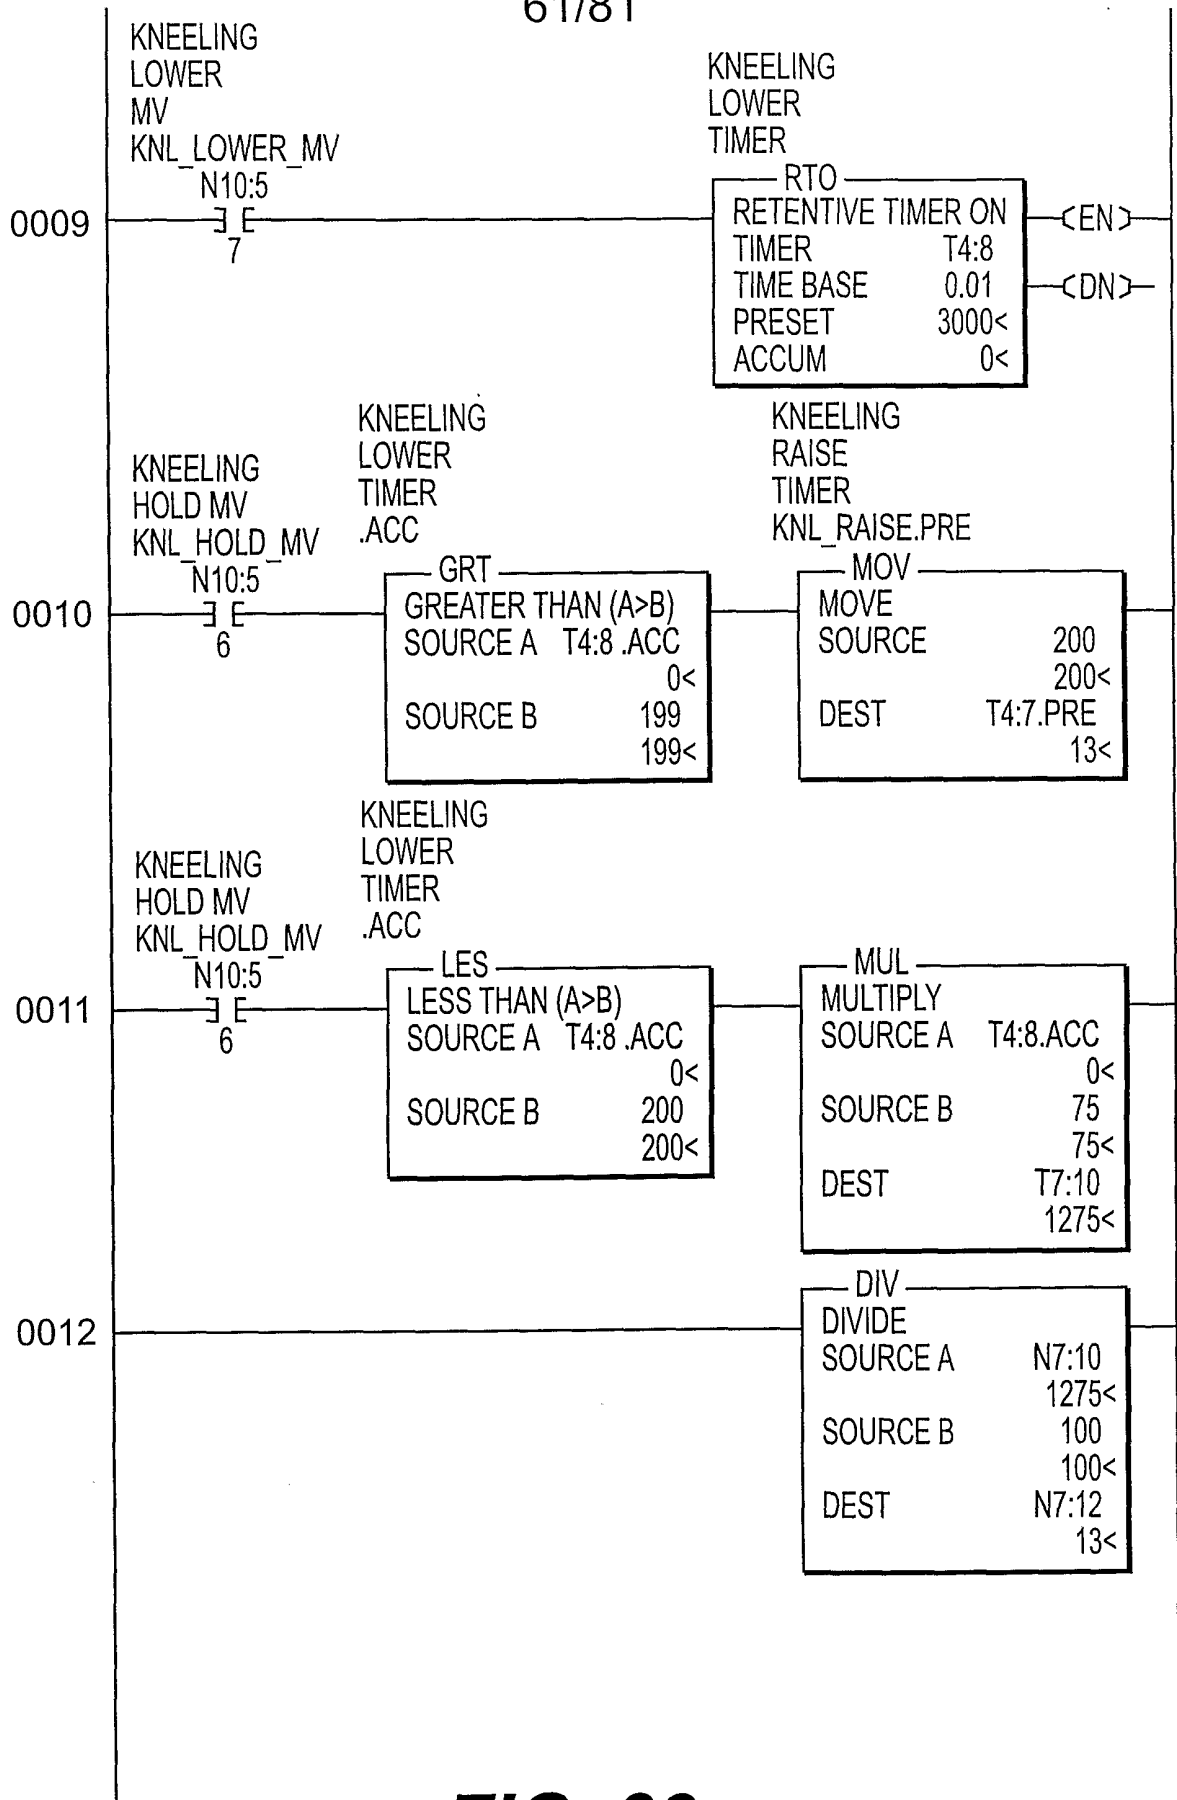 61/81
KNEELING
LOWER
MV
KNL_LOWER_MV
N10:5
7
KNEELING
LOWER
TIMER
RTO
RETENTIVE TIMER ON
TIMER T4:8
TIME BASE 0.01
PRESET 3000<
ACCUM 0<
EN
DN
0009
KNEELING
HOLD MV
KNL_HOLD_MV
N10:5
6
KNEELING
LOWER
TIMER
.ACC
GRT
GREATER THAN (A>B)
SOURCE A T4:8 .ACC
0<
SOURCE B 199
199<
KNEELING
RAISE
TIMER
KNL_RAISE.PRE
MOV
MOVE
SOURCE 200
200<
DEST T4:7.PRE
13<
0010
KNEELING
HOLD MV
KNL_HOLD_MV
N10:5
6
KNEELING
LOWER
TIMER
.ACC
LES
LESS THAN (A>B)
SOURCE A T4:8 .ACC
0<
SOURCE B 200
200<
MUL
MULTIPLY
SOURCE A T4:8.ACC
0<
SOURCE B 75
75<
DEST T7:10
1275<
0011
0012
DIV
DIVIDE
SOURCE A N7:10
1275<
SOURCE B 100
100<
DEST N7:12
13<